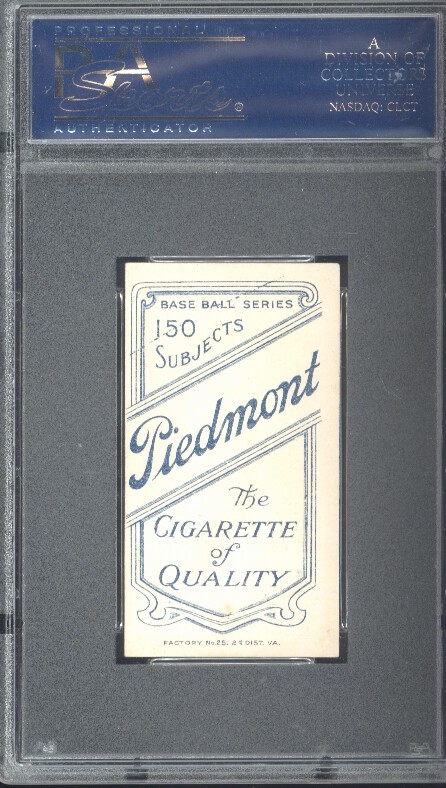 PROFESSIONAL
PSA
Sports®
AUTHENTICATOR
A
DIVISION OF
COLLECTORS
UNIVERSE
NASDAQ: CLCT
BASE BALL SERIES
150
SUBJECTS
Piedmont
The
CIGARETTE
of
QUALITY
FACTORY No.25, 2d DIST. VA.